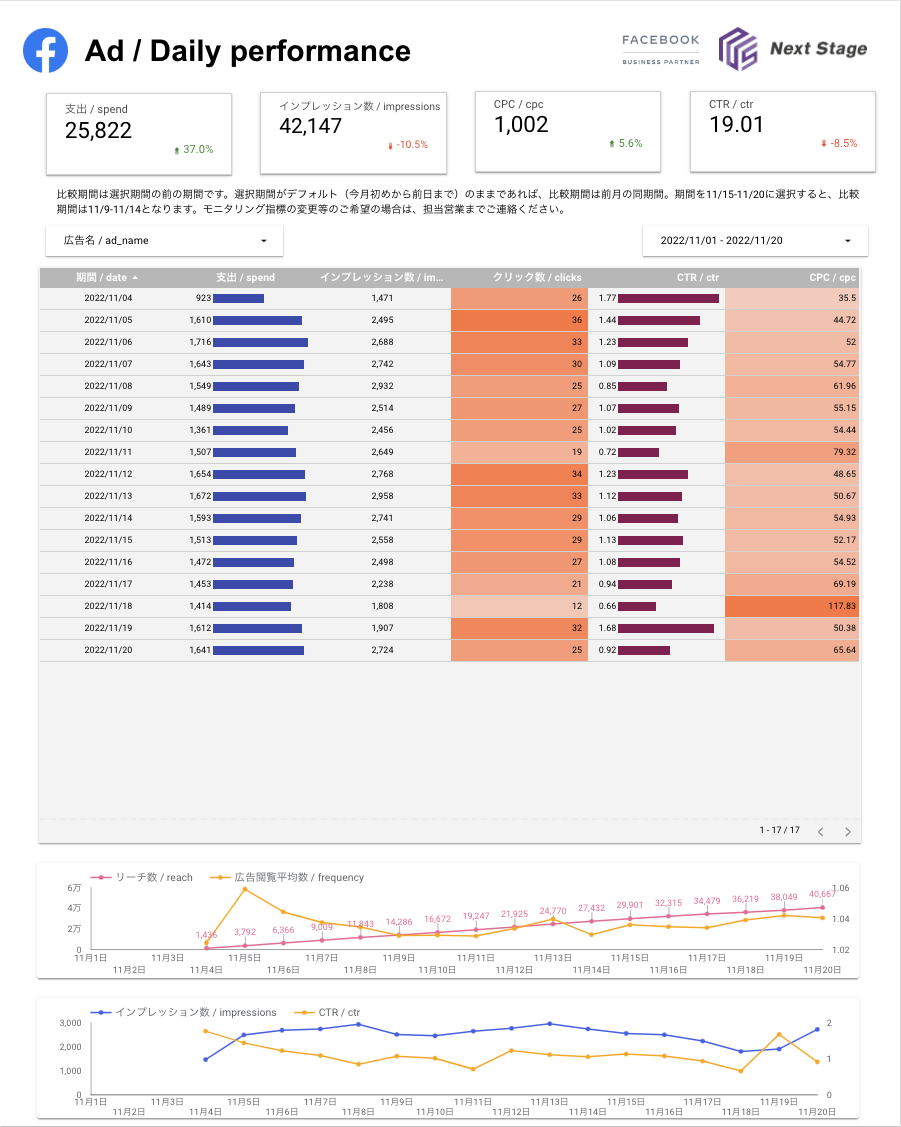 Ad / Daily performance
FACEBOOK
BUSINESS PARTNER
Next Stage
支出 / spend
25,822
37.0%
インプレッション数 / impressions
42,147
-10.5%
CPC / cpc
1,002
5.6%
CTR / ctr
19.01
-8.5%
比較期間は選択期間の前の期間です。選択期間がデフォルト（今月初めから前日まで）のままであれば、比較期間は前月の同期間。期間を11/15-11/20に選択すると、比較
期間は11/9-11/14となります。モニタリング指標の変更等のご希望の場合は、担当営業までご連絡ください。
広告名 / ad_name
2022/11/01 - 2022/11/20
期間 / date 支出 / spend インプレッション数 / im... クリック数 / clicks CTR / ctr CPC / cpc
2022/11/04 923 1,471 26 1.77 35.5
2022/11/05 1,610 2,495 36 1.44 44.72
2022/11/06 1,716 2,688 33 1.23 52
2022/11/07 1,643 2,742 30 1.09 54.77
2022/11/08 1,549 2,932 25 0.85 61.96
2022/11/09 1,489 2,514 27 1.07 55.15
2022/11/10 1,361 2,456 25 1.02 54.44
2022/11/11 1,507 2,649 19 0.72 79.32
2022/11/12 1,654 2,768 34 1.23 48.65
2022/11/13 1,672 2,958 33 1.12 50.67
2022/11/14 1,593 2,741 29 1.06 54.93
2022/11/15 1,513 2,558 29 1.13 52.17
2022/11/16 1,472 2,498 27 1.08 54.52
2022/11/17 1,453 2,238 21 0.94 69.19
2022/11/18 1,414 1,808 12 0.66 117.83
2022/11/19 1,612 1,907 32 1.68 50.38
2022/11/20 1,641 2,724 25 0.92 65.64
1 - 17 / 17
リーチ数 / reach 広告閲覧平均数 / frequency
6万
4万
2万
0
1,436 3,792 6,366 9,009 11,843 14,286 16,672 19,247 21,925 24,770 27,432 29,901 32,315 34,479 36,219 38,049 40,667
1.06
1.04
1.02
11月1日 11月3日 11月5日 11月7日 11月9日 11月11日 11月13日 11月15日 11月17日 11月19日
11月2日 11月4日 11月6日 11月8日 11月10日 11月12日 11月14日 11月16日 11月18日 11月20日
インプレッション数 / impressions CTR / ctr
3,000
2,000
1,000
0
2
1
0
11月1日 11月3日 11月5日 11月7日 11月9日 11月11日 11月13日 11月15日 11月17日 11月19日
11月2日 11月4日 11月6日 11月8日 11月10日 11月12日 11月14日 11月16日 11月18日 11月20日